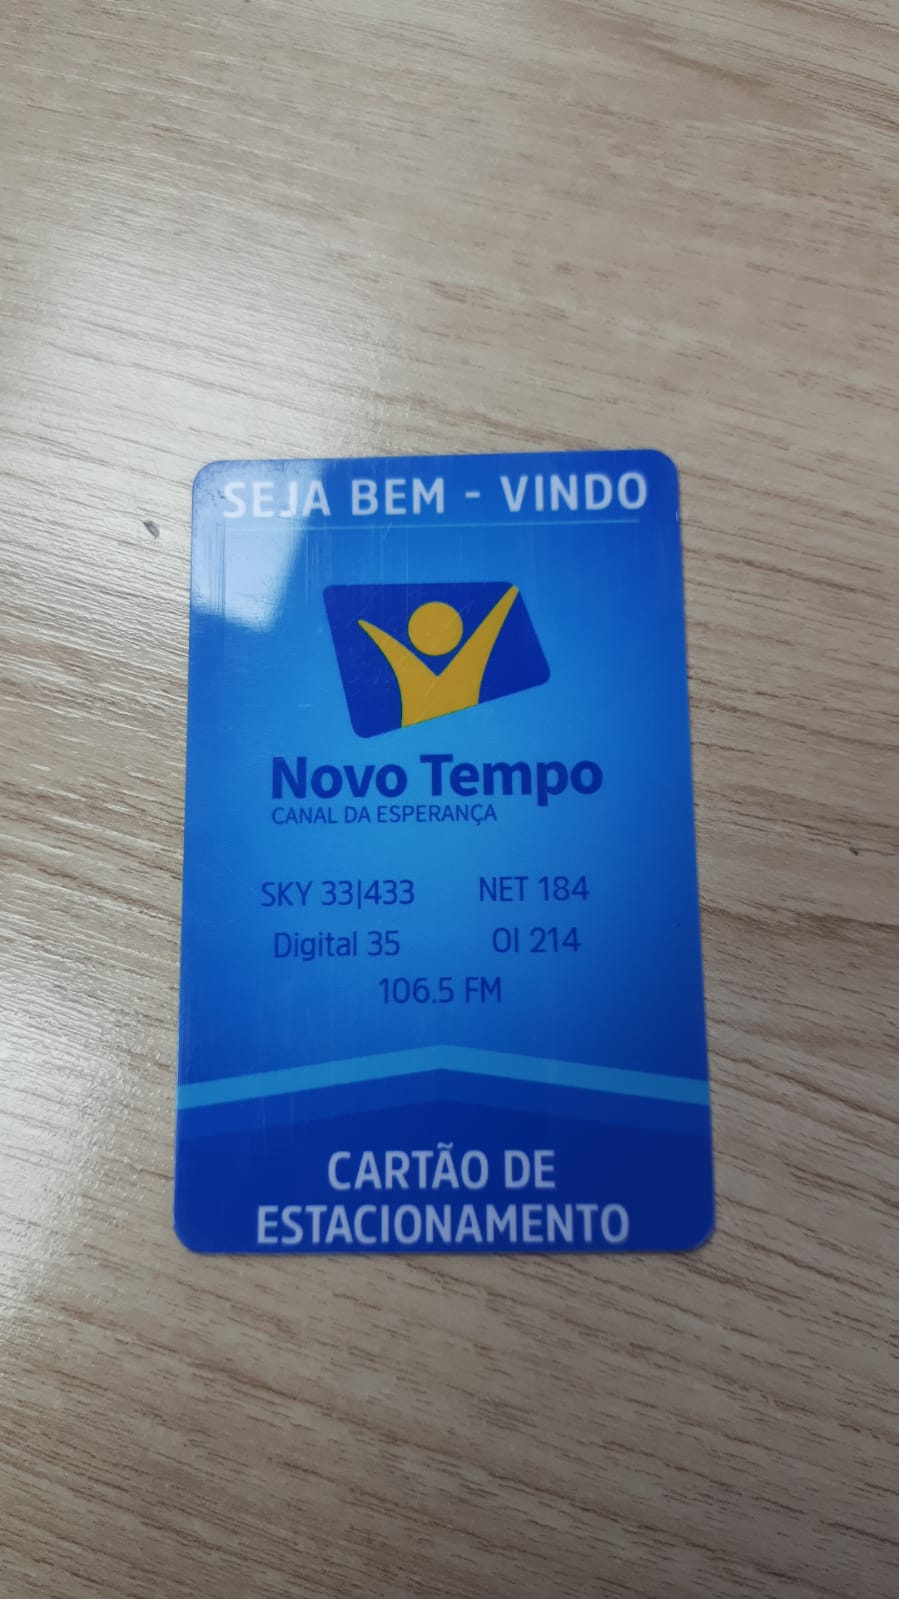 SEJA BEM - VINDO
Novo Tempo
CANAL DA ESPERANÇA
SKY 33|433 NET 184
Digital 35 OI 214
106.5 FM
CARTÃO DE
ESTACIONAMENTO